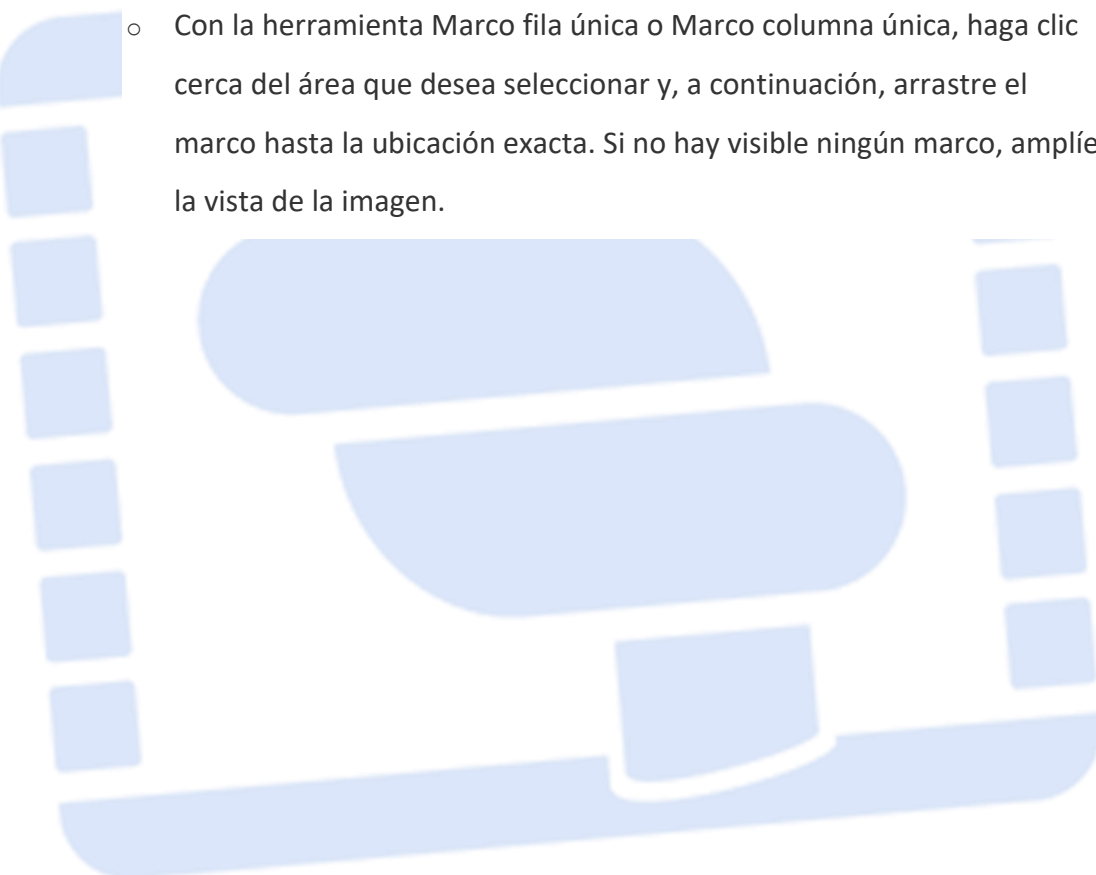 ○ Con la herramienta Marco fila única o Marco columna única, haga clic
cerca del área que desea seleccionar y, a continuación, arrastre el
marco hasta la ubicación exacta. Si no hay visible ningún marco, amplíe
la vista de la imagen.